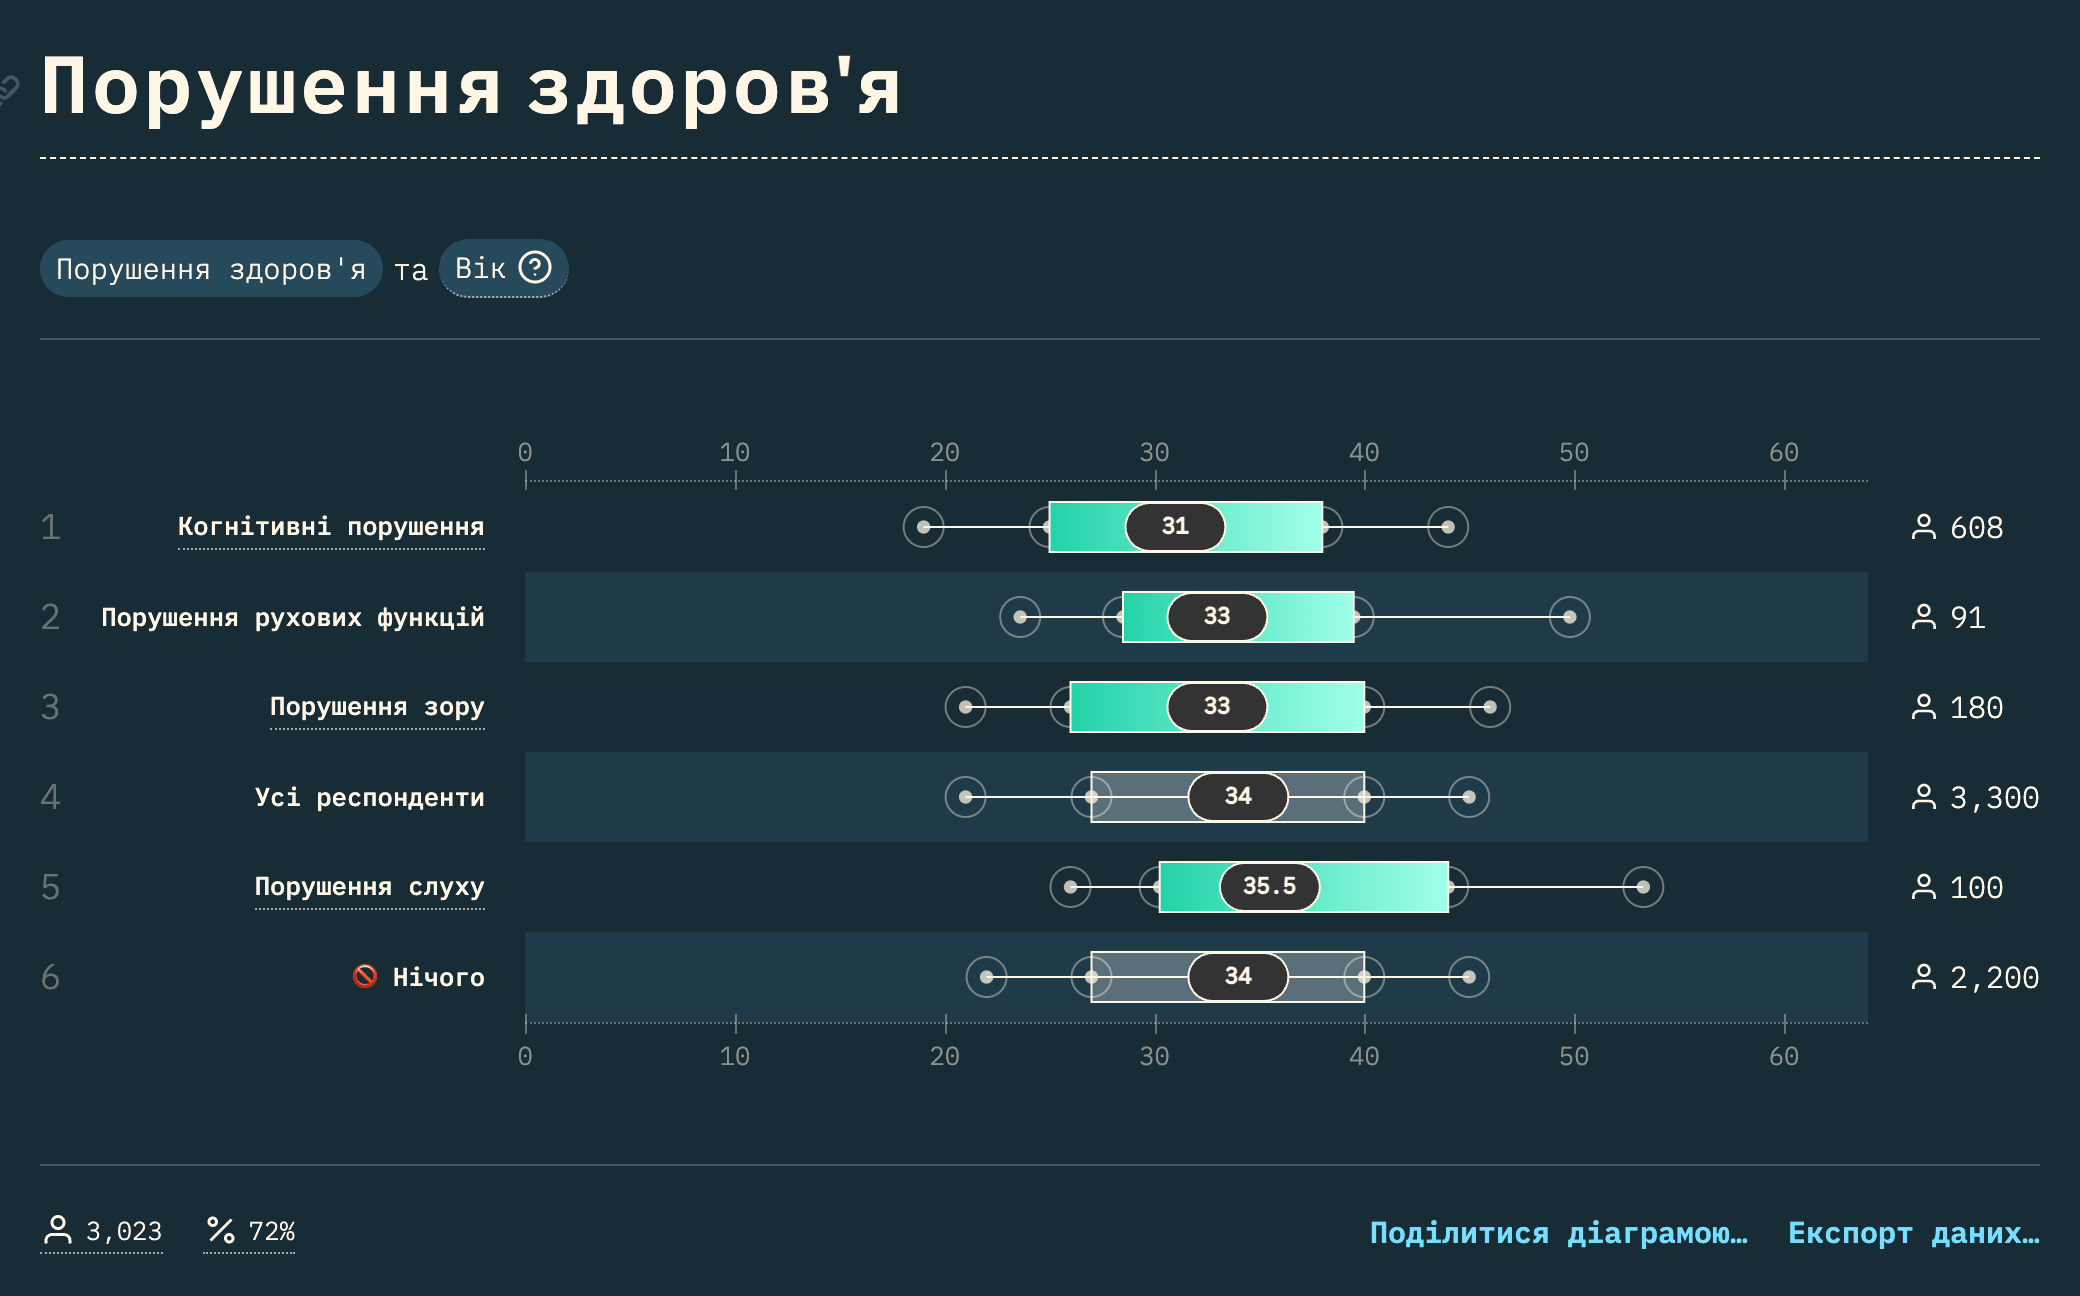 Порушення здоров'я
Порушення здоров'я та Вік
0 10 20 30 40 50 60
1 Когнітивні порушення 31 608
2 Порушення рухових функцій 33 91
3 Порушення зору 33 180
4 Усі респонденти 34 3,300
5 Порушення слуху 35.5 100
6 🚫 Нічого 34 2,200
0 10 20 30 40 50 60
3,023 72% Поділитися діаграмою… Експорт даних…